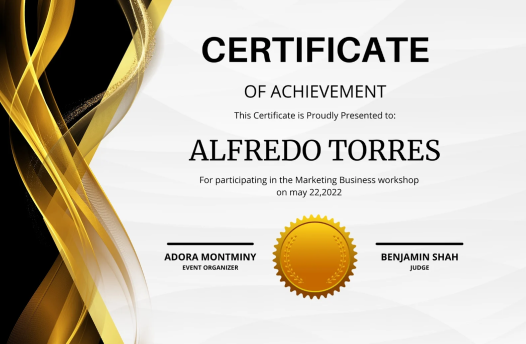 CERTIFICATE
OF ACHIEVEMENT
This Certificate is Proudly Presented to:
ALFREDO TORRES
For participating in the Marketing Business workshop
on may 22,2022
ADORA MONTMINY
EVENT ORGANIZER
BENJAMIN SHAH
JUDGE